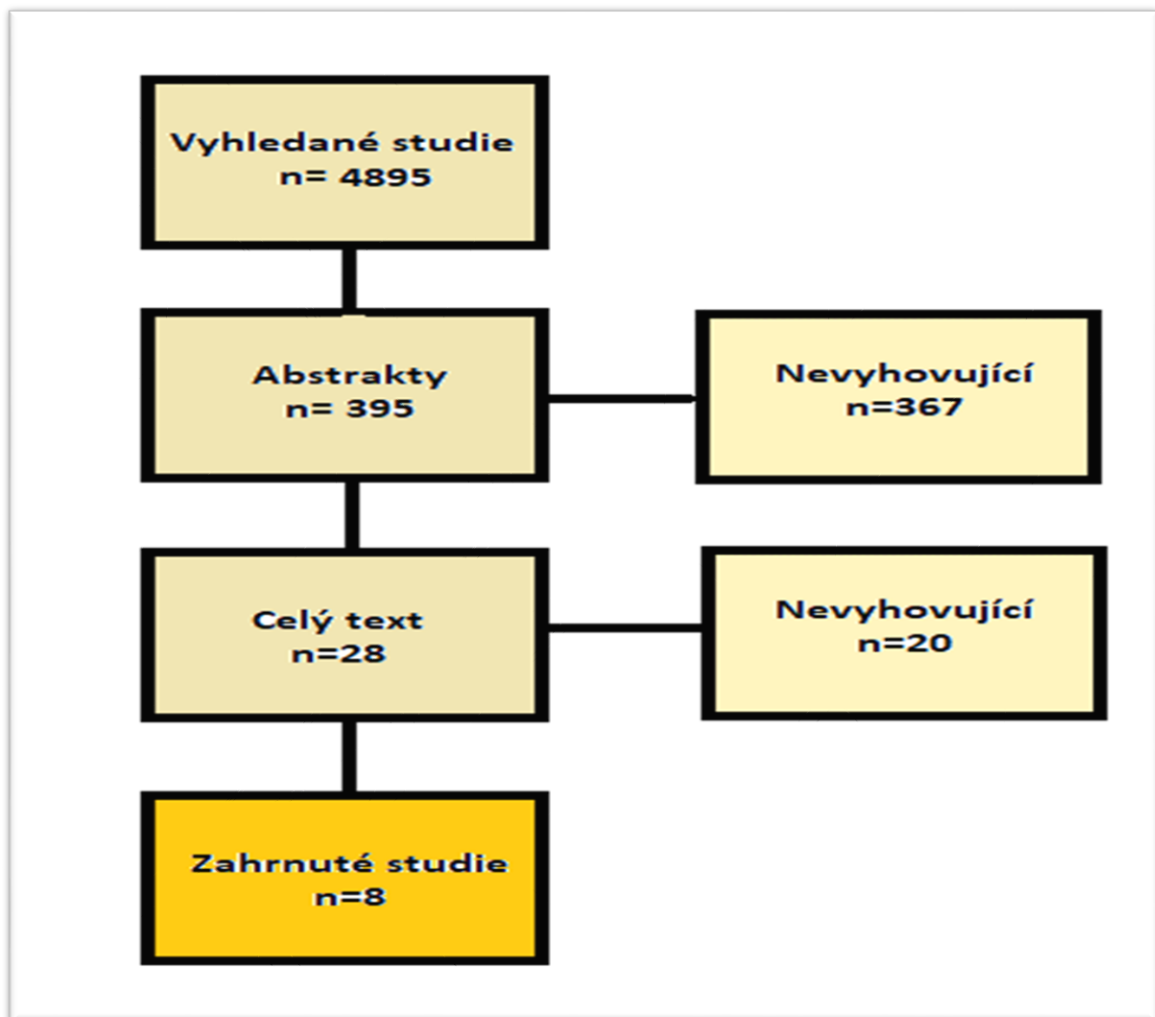 Vyhledané studie
n= 4895
Abstrakty
n= 395
Nevyhovující
n=367
Celý text
n=28
Nevyhovující
n=20
Zahrnuté studie
n=8